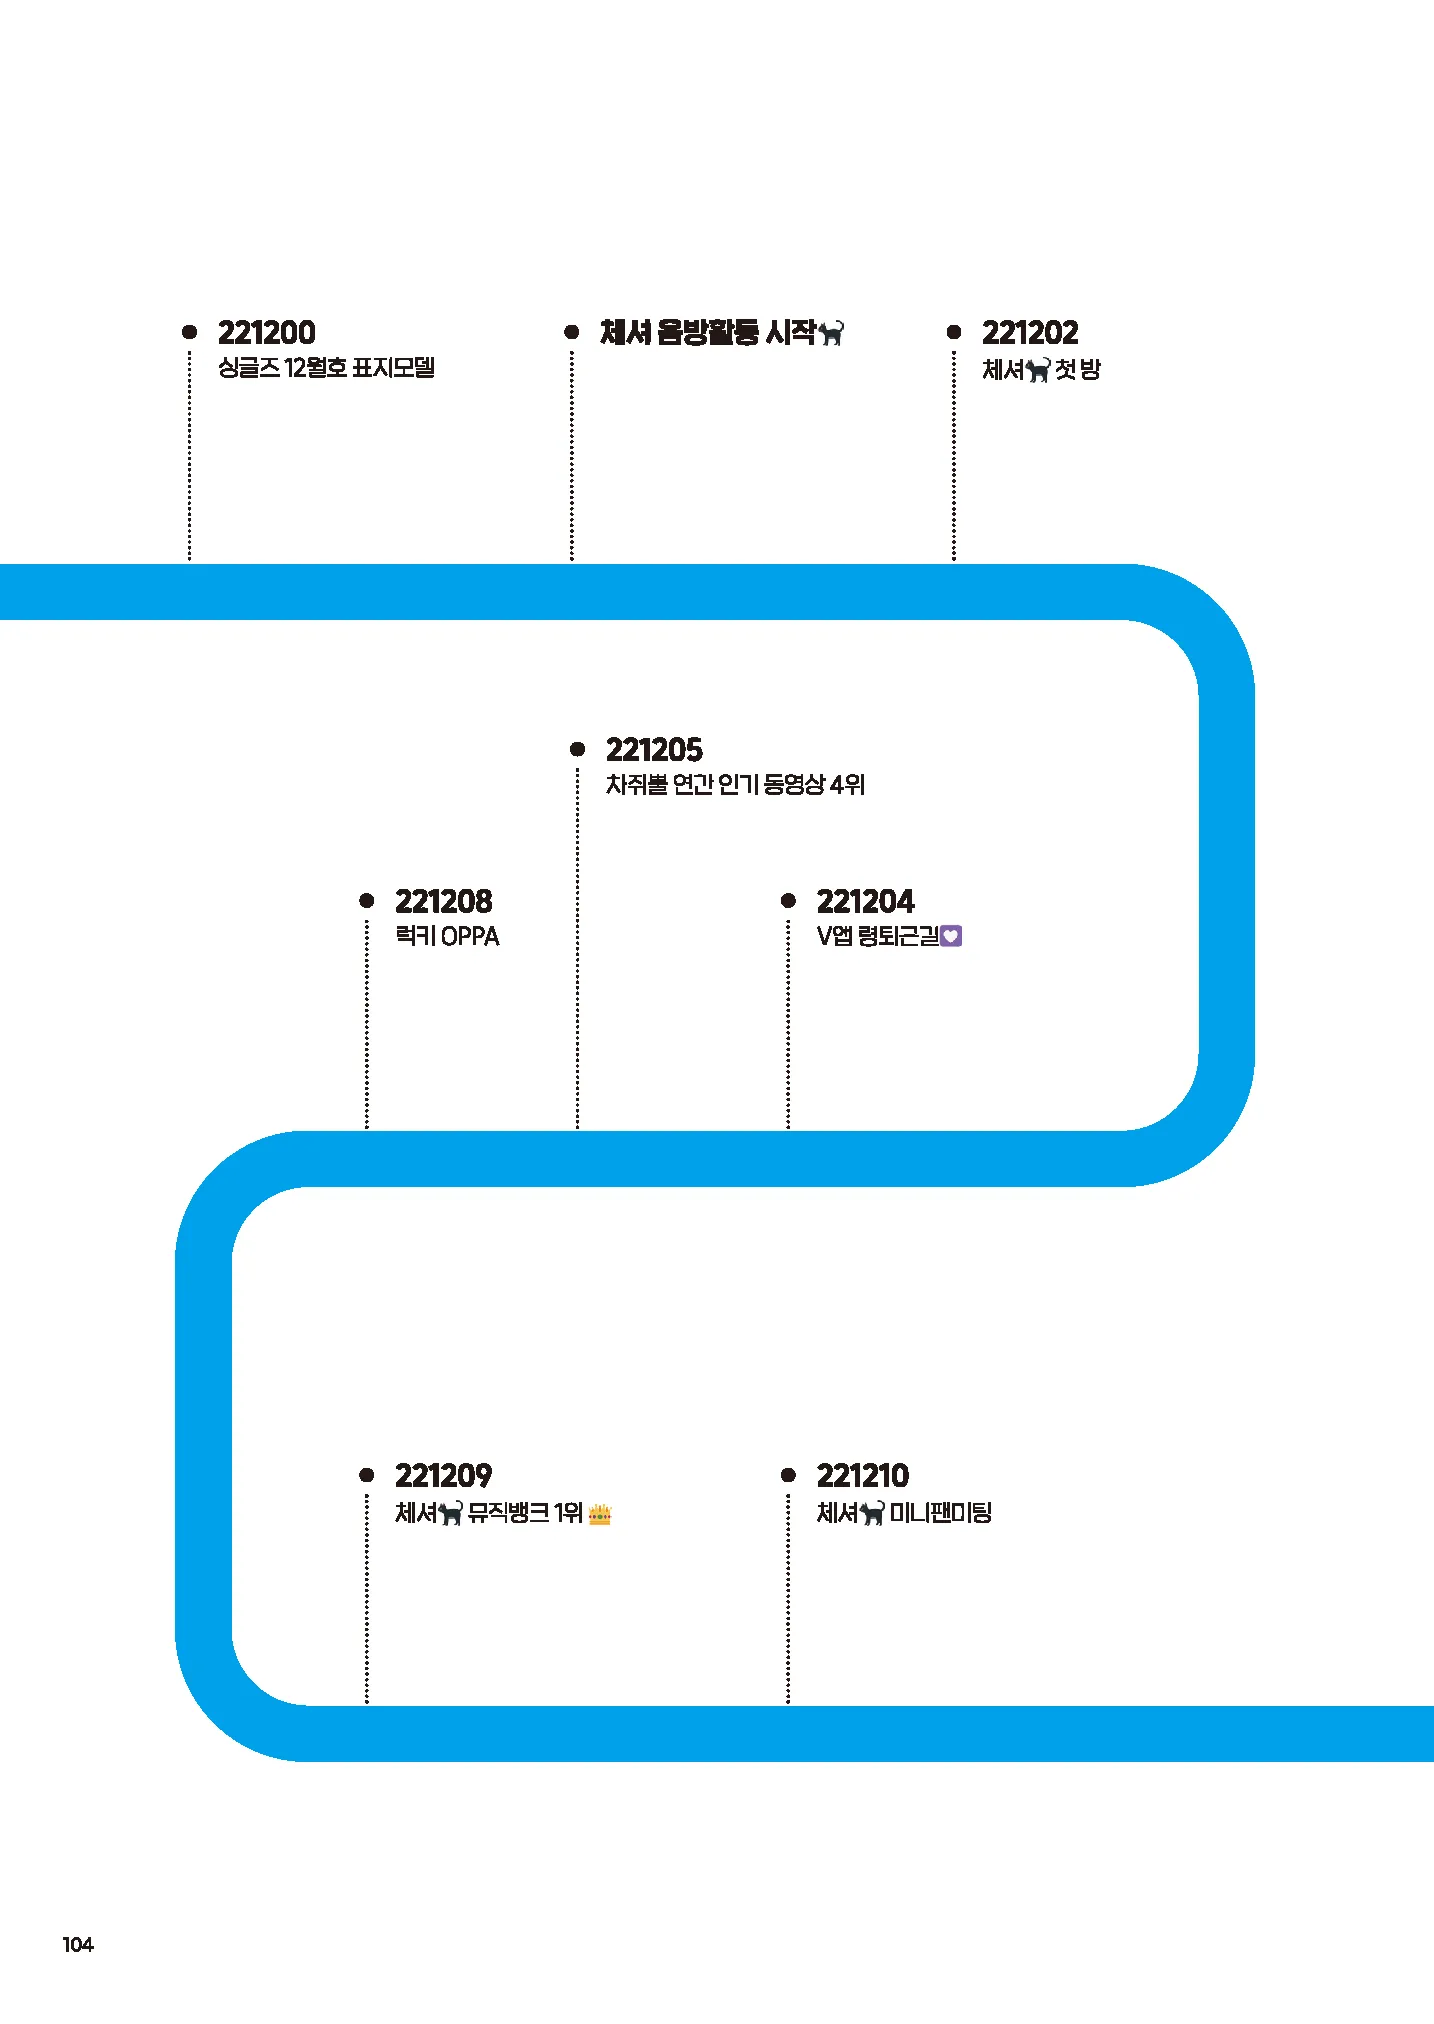 221200
싱글즈 12월호 표지모델
체셔 음방활동 시작🐈‍⬛
221202
체셔🐈‍⬛ 첫 방
221205
차쥐뿔 연간 인기 동영상 4위
221208
럭키 OPPA
221204
V앱 령퇴근길💟
221209
체셔🐈‍⬛ 뮤직뱅크 1위 👑
221210
체셔🐈‍⬛ 미니팬미팅
104